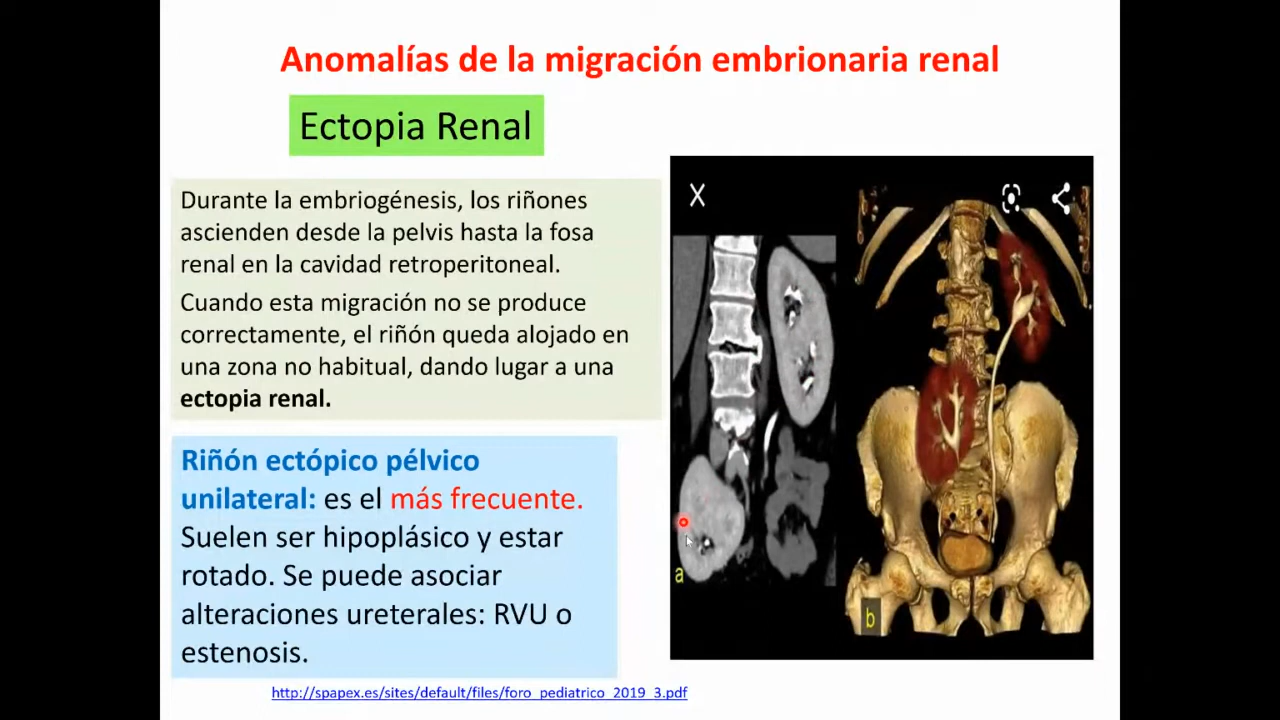 Anomalías de la migración embrionaria renal
Ectopia Renal
Durante la embriogénesis, los riñones
ascienden desde la pelvis hasta la fosa
renal en la cavidad retroperitoneal.
Cuando esta migración no se produce
correctamente, el riñón queda alojado en
una zona no habitual, dando lugar a una
ectopia renal.
Riñón ectópico pélvico
unilateral: es el más frecuente.
Suelen ser hipoplásico y estar
rotado. Se puede asociar
alteraciones ureterales: RVU o
estenosis.
a
b
http://spapex.es/sites/default/files/foro_pediatrico_2019_3.pdf